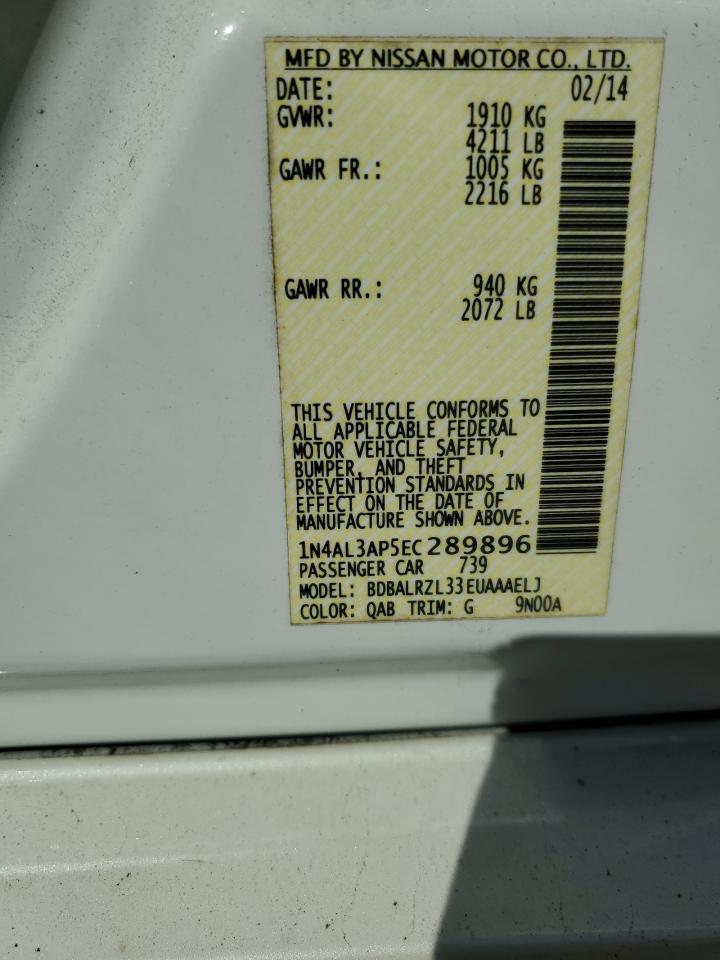 MFD BY NISSAN MOTOR CO., LTD.
DATE: 02/14
GVWR: 1910 KG
4211 LB
GAWR FR.: 1005 KG
2216 LB
GAWR RR.: 940 KG
2072 LB
THIS VEHICLE CONFORMS TO
ALL APPLICABLE FEDERAL
MOTOR VEHICLE SAFETY,
BUMPER, AND THEFT
PREVENTION STANDARDS IN
EFFECT ON THE DATE OF
MANUFACTURE SHOWN ABOVE.
1N4AL3AP5EC289896
PASSENGER CAR 739
MODEL: BDBALRZL33EUAAAELJ
COLOR: QAB TRIM: G 9N00A